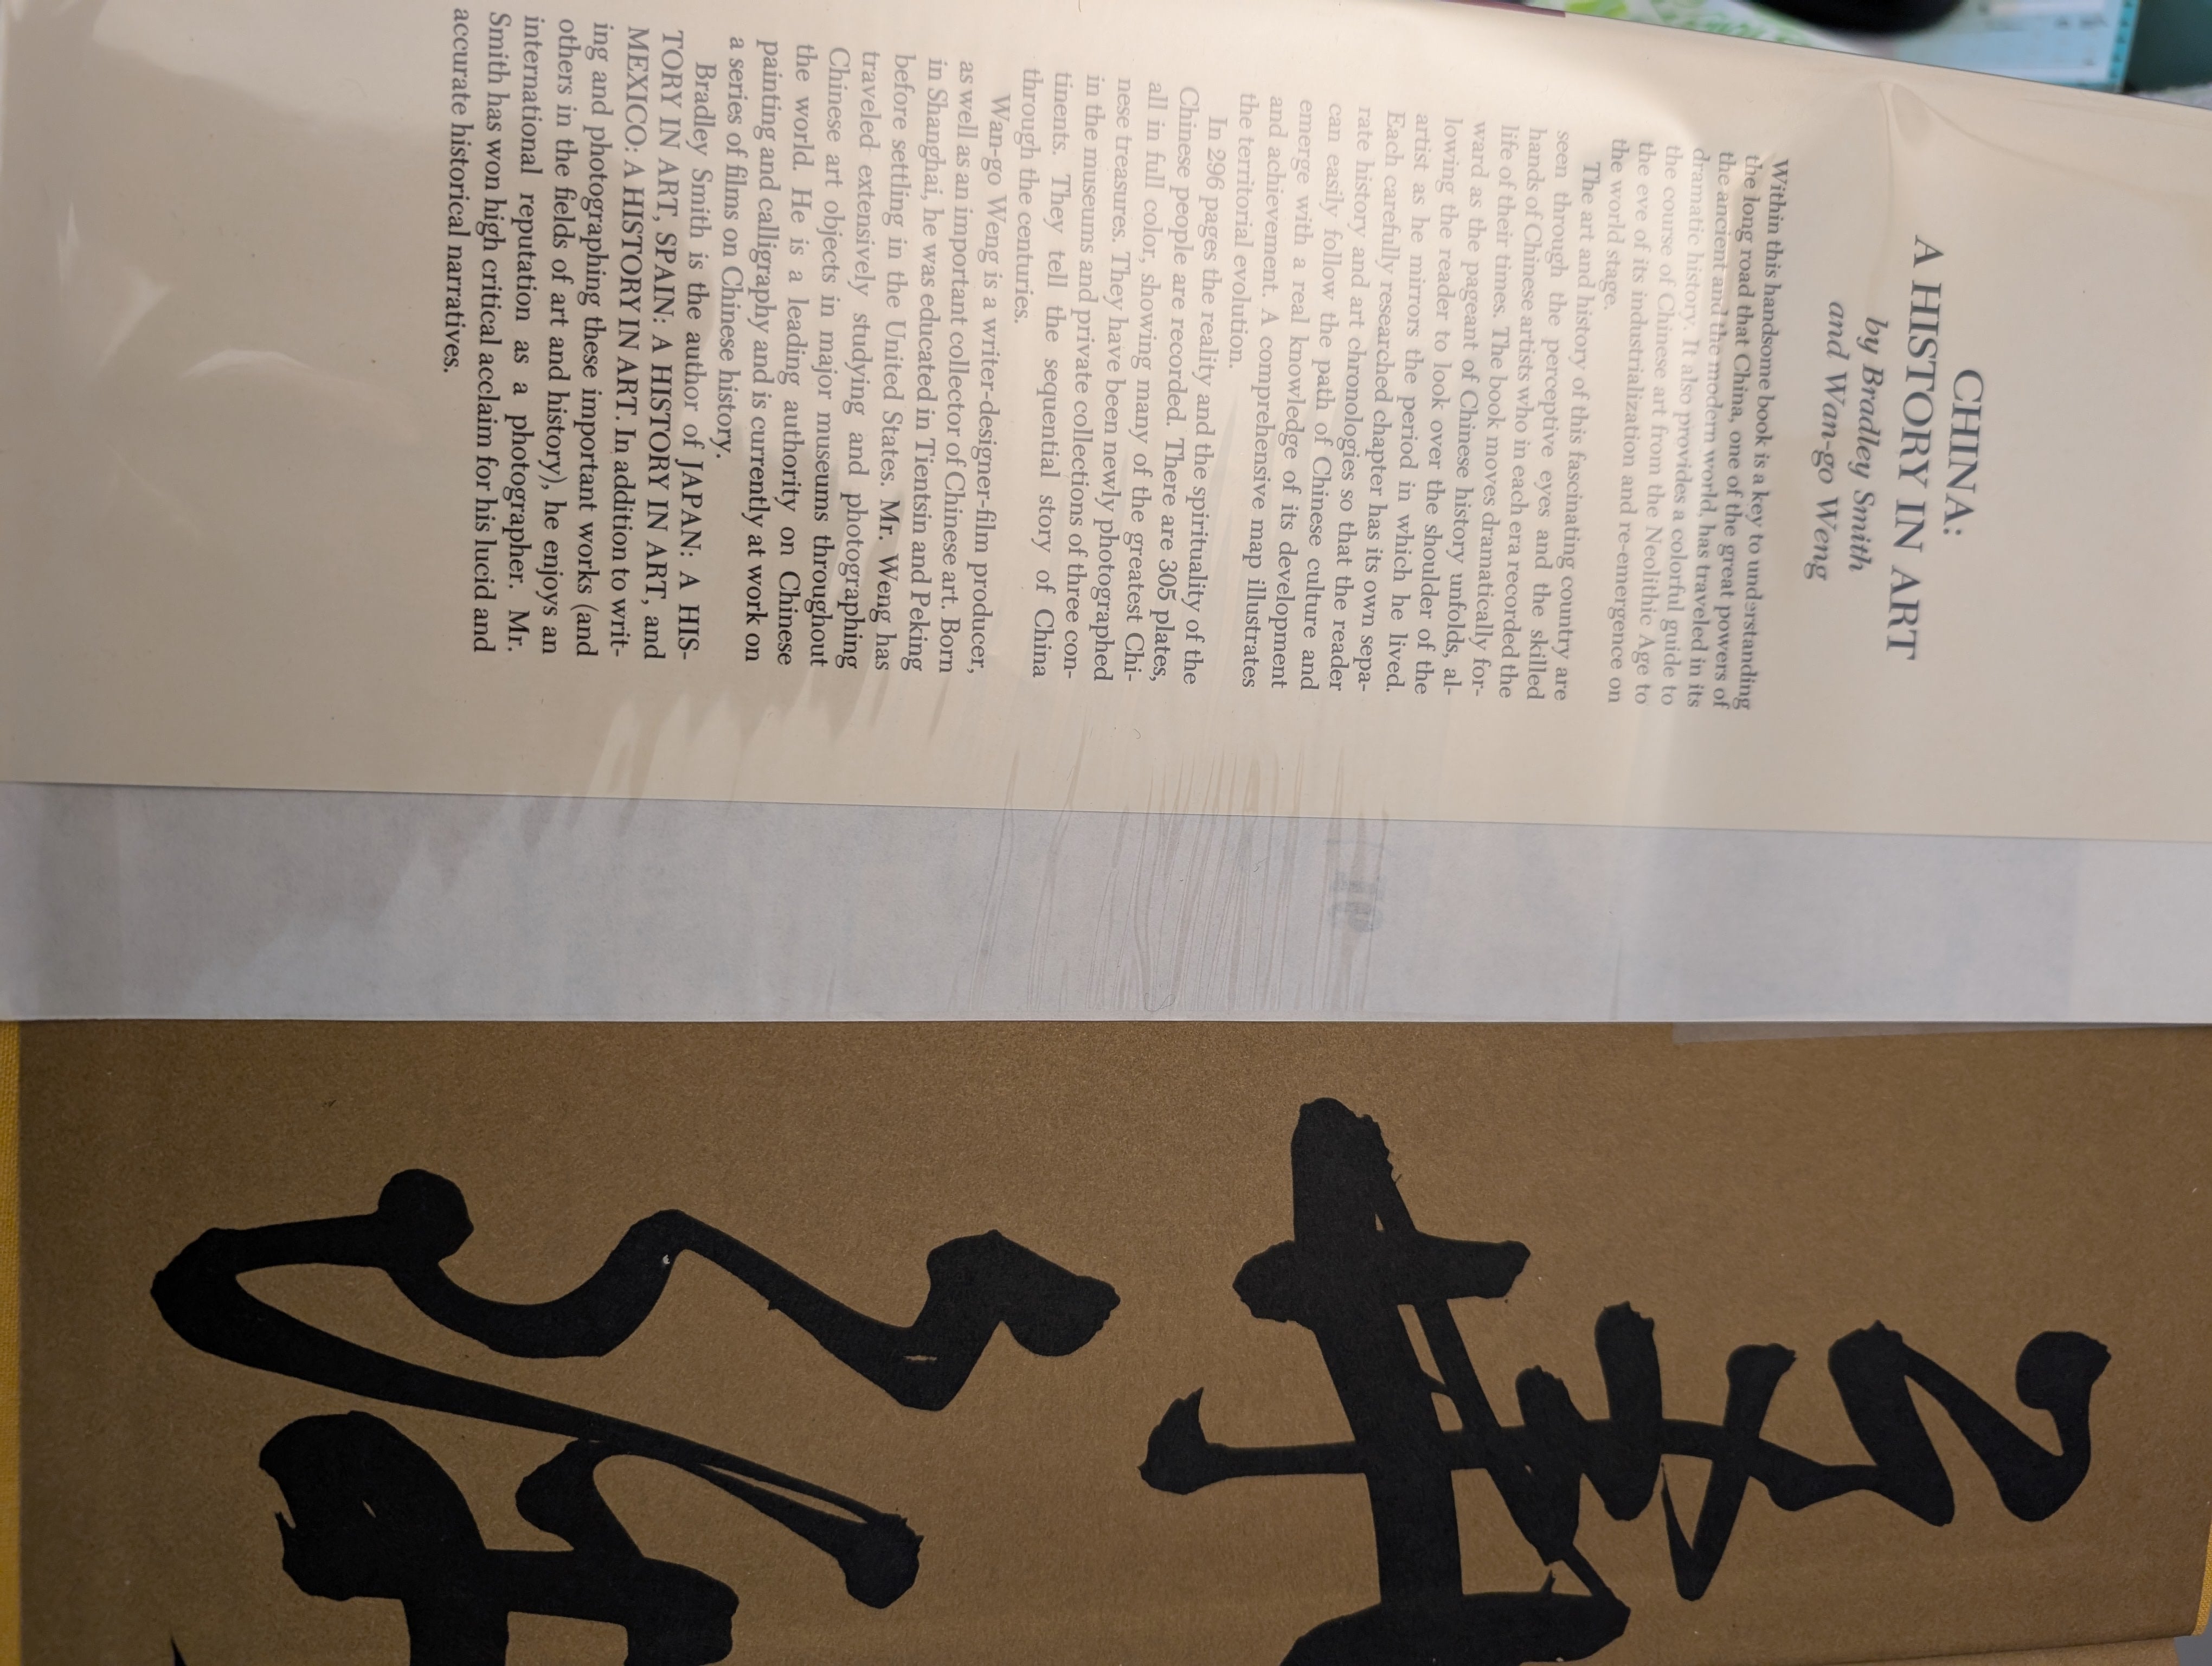 CHINA:
A HISTORY IN ART
by Bradley Smith
and Wan-go Weng
Within this handsome book is a key to understanding
the long road that China, one of the great powers of
the ancient and the modern world, has traveled in its
dramatic history. It also provides a colorful guide to
the course of Chinese art from the Neolithic Age to
the eve of its industrialization and re-emergence on
the world stage.
The art and history of this fascinating country are
seen through the perceptive eyes and the skilled
hands of Chinese artists who in each era recorded the
life of their times. The book moves dramatically for-
ward as the pageant of Chinese history unfolds, al-
lowing the reader to look over the shoulder of the
artist as he mirrors the period in which he lived.
Each carefully researched chapter has its own sepa-
rate history and art chronologies so that the reader
can easily follow the path of Chinese culture and
emerge with a real knowledge of its development
and achievement. A comprehensive map illustrates
the territorial evolution.
In 296 pages the reality and the spirituality of the
Chinese people are recorded. There are 305 plates,
all in full color, showing many of the greatest Chi-
nese treasures. They have been newly photographed
in the museums and private collections of three con-
tinents. They tell the sequential story of China
through the centuries.
Wan-go Weng is a writer-designer-film producer,
as well as an important collector of Chinese art. Born
in Shanghai, he was educated in Tientsin and Peking
before settling in the United States. Mr. Weng has
traveled extensively studying and photographing
Chinese art objects in major museums throughout
the world. He is a leading authority on Chinese
painting and calligraphy and is currently at work on
a series of films on Chinese history.
Bradley Smith is the author of JAPAN: A HIS-
TORY IN ART, SPAIN: A HISTORY IN ART, and
MEXICO: A HISTORY IN ART. In addition to writ-
ing and photographing these important works (and
others in the fields of art and history), he enjoys an
international reputation as a photographer. Mr.
Smith has won high critical acclaim for his lucid and
accurate historical narratives.